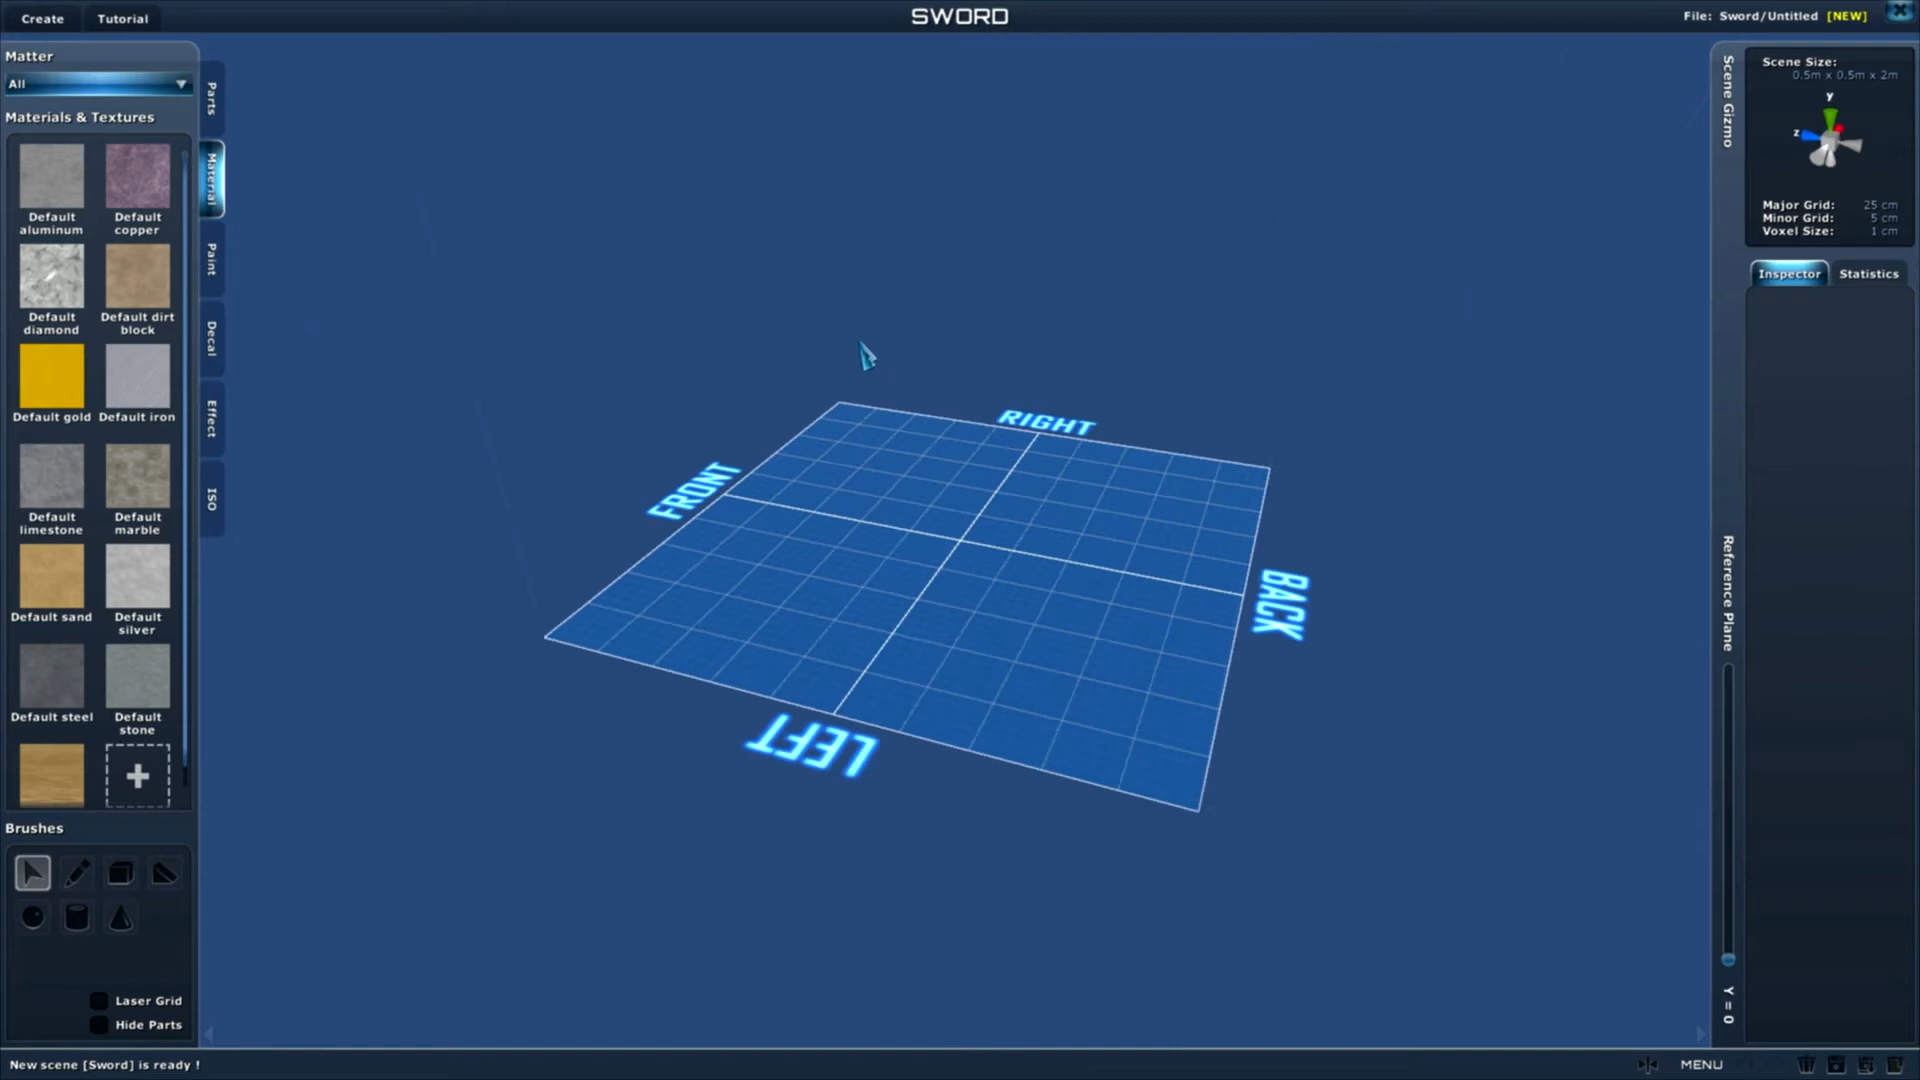 Create
Tutorial
SWORD
File: Sword/Untitled [NEW]
Matter
All
Materials & Textures
Default aluminum
Default copper
Default diamond
Default dirt block
Default gold
Default iron
Default limestone
Default marble
Default sand
Default silver
Default steel
Default stone
Brushes
Laser Grid
Hide Parts
Parts
Material
Paint
Decal
Effect
ISO
RIGHT
FRONT
BACK
LEFT
Scene Gizmo
Scene Size:
0.5m x 0.5m x 2m
y
z
Major Grid: 25 cm
Minor Grid: 5 cm
Voxel Size: 1 cm
Inspector
Statistics
Reference Plane
Y = 0
New scene [Sword] is ready !
MENU